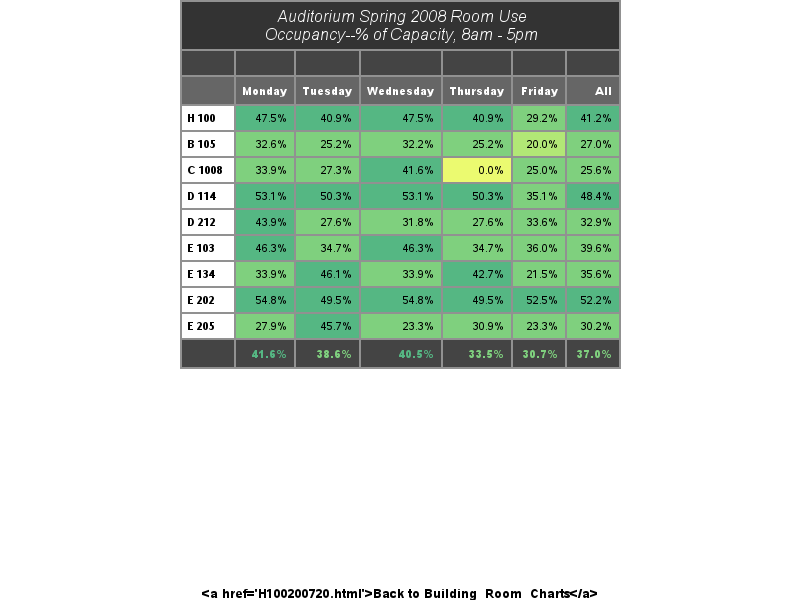 Auditorium Spring 2008 Room Use
Occupancy--% of Capacity, 8am - 5pm
Monday Tuesday Wednesday Thursday Friday All
H 100 47.5% 40.9% 47.5% 40.9% 29.2% 41.2%
B 105 32.6% 25.2% 32.2% 25.2% 20.0% 27.0%
C 1008 33.9% 27.3% 41.6% 0.0% 25.0% 25.6%
D 114 53.1% 50.3% 53.1% 50.3% 35.1% 48.4%
D 212 43.9% 27.6% 31.8% 27.6% 33.6% 32.9%
E 103 46.3% 34.7% 46.3% 34.7% 36.0% 39.6%
E 134 33.9% 46.1% 33.9% 42.7% 21.5% 35.6%
E 202 54.8% 49.5% 54.8% 49.5% 52.5% 52.2%
E 205 27.9% 45.7% 23.3% 30.9% 23.3% 30.2%
41.6% 38.6% 40.5% 33.5% 30.7% 37.0%
<a href='H100200720.html'>Back to Building_Room_Charts</a>